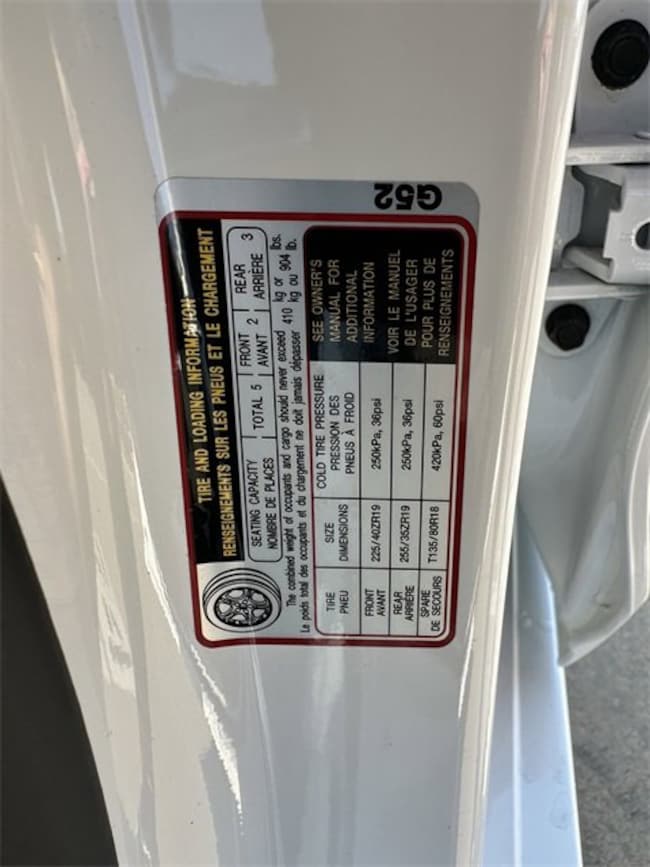 G52
TIRE AND LOADING INFORMATION
RENSEIGNEMENTS SUR LES PNEUS ET LE CHARGEMENT
SEATING CAPACITY
NOMBRE DE PLACES
TOTAL 5
FRONT
AVANT
2
REAR
ARRIÈRE
3
The combined weight of occupants and cargo should never exceed 410 kg or 904 lbs.
Le poids total des occupants et du chargement ne doit jamais dépasser 410 kg ou 904 lb.
TIRE
PNEU
SIZE
DIMENSIONS
COLD TIRE PRESSURE
PRESSION DES
PNEUS À FROID
FRONT
AVANT
225/40ZR19
250kPa, 36psi
REAR
ARRIÈRE
255/35ZR19
250kPa, 36psi
SPARE
DE SECOURS
T135/80R18
420kPa, 60psi
SEE OWNER'S
MANUAL FOR
ADDITIONAL
INFORMATION
VOIR LE MANUEL
DE L'USAGER
POUR PLUS DE
RENSEIGNEMENTS